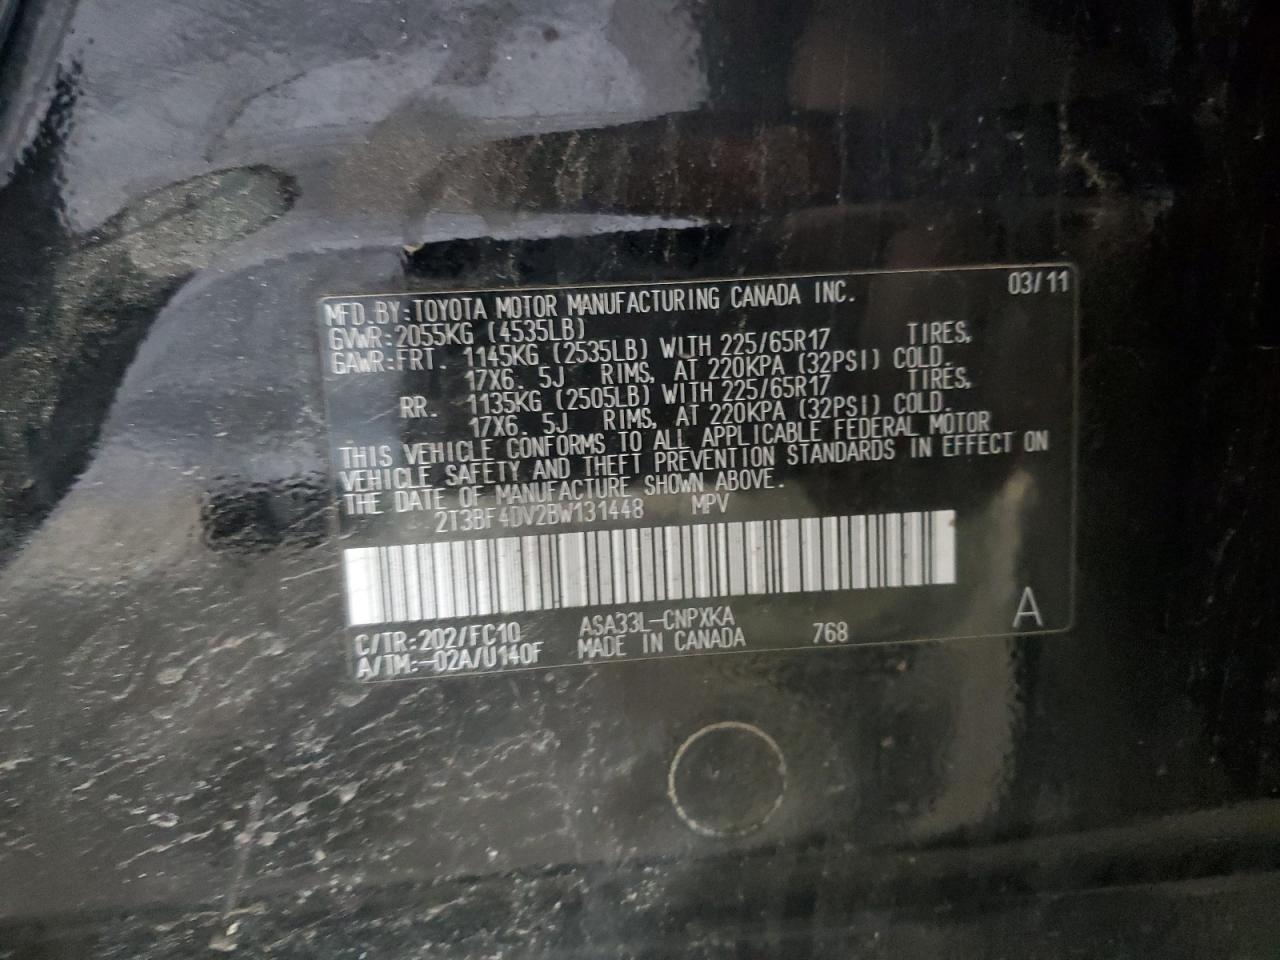 MFD. BY: TOYOTA MOTOR MANUFACTURING CANADA INC. 03/11
GVWR: 2055KG (4535LB)
GAWR: FRT. 1145KG (2535LB) WITH 225/65R17 TIRES,
17X6. 5J RIMS, AT 220KPA (32PSI) COLD.
RR. 1135KG (2505LB) WITH 225/65R17 TIRES,
17X6. 5J RIMS, AT 220KPA (32PSI) COLD.
THIS VEHICLE CONFORMS TO ALL APPLICABLE FEDERAL MOTOR
VEHICLE SAFETY AND THEFT PREVENTION STANDARDS IN EFFECT ON
THE DATE OF MANUFACTURE SHOWN ABOVE.
2T3BF4DV2BW131448 MPV
C/TR: 202/FC10 ASA33L-CNPXKA A
A/TM: -02A/U140F MADE IN CANADA 768